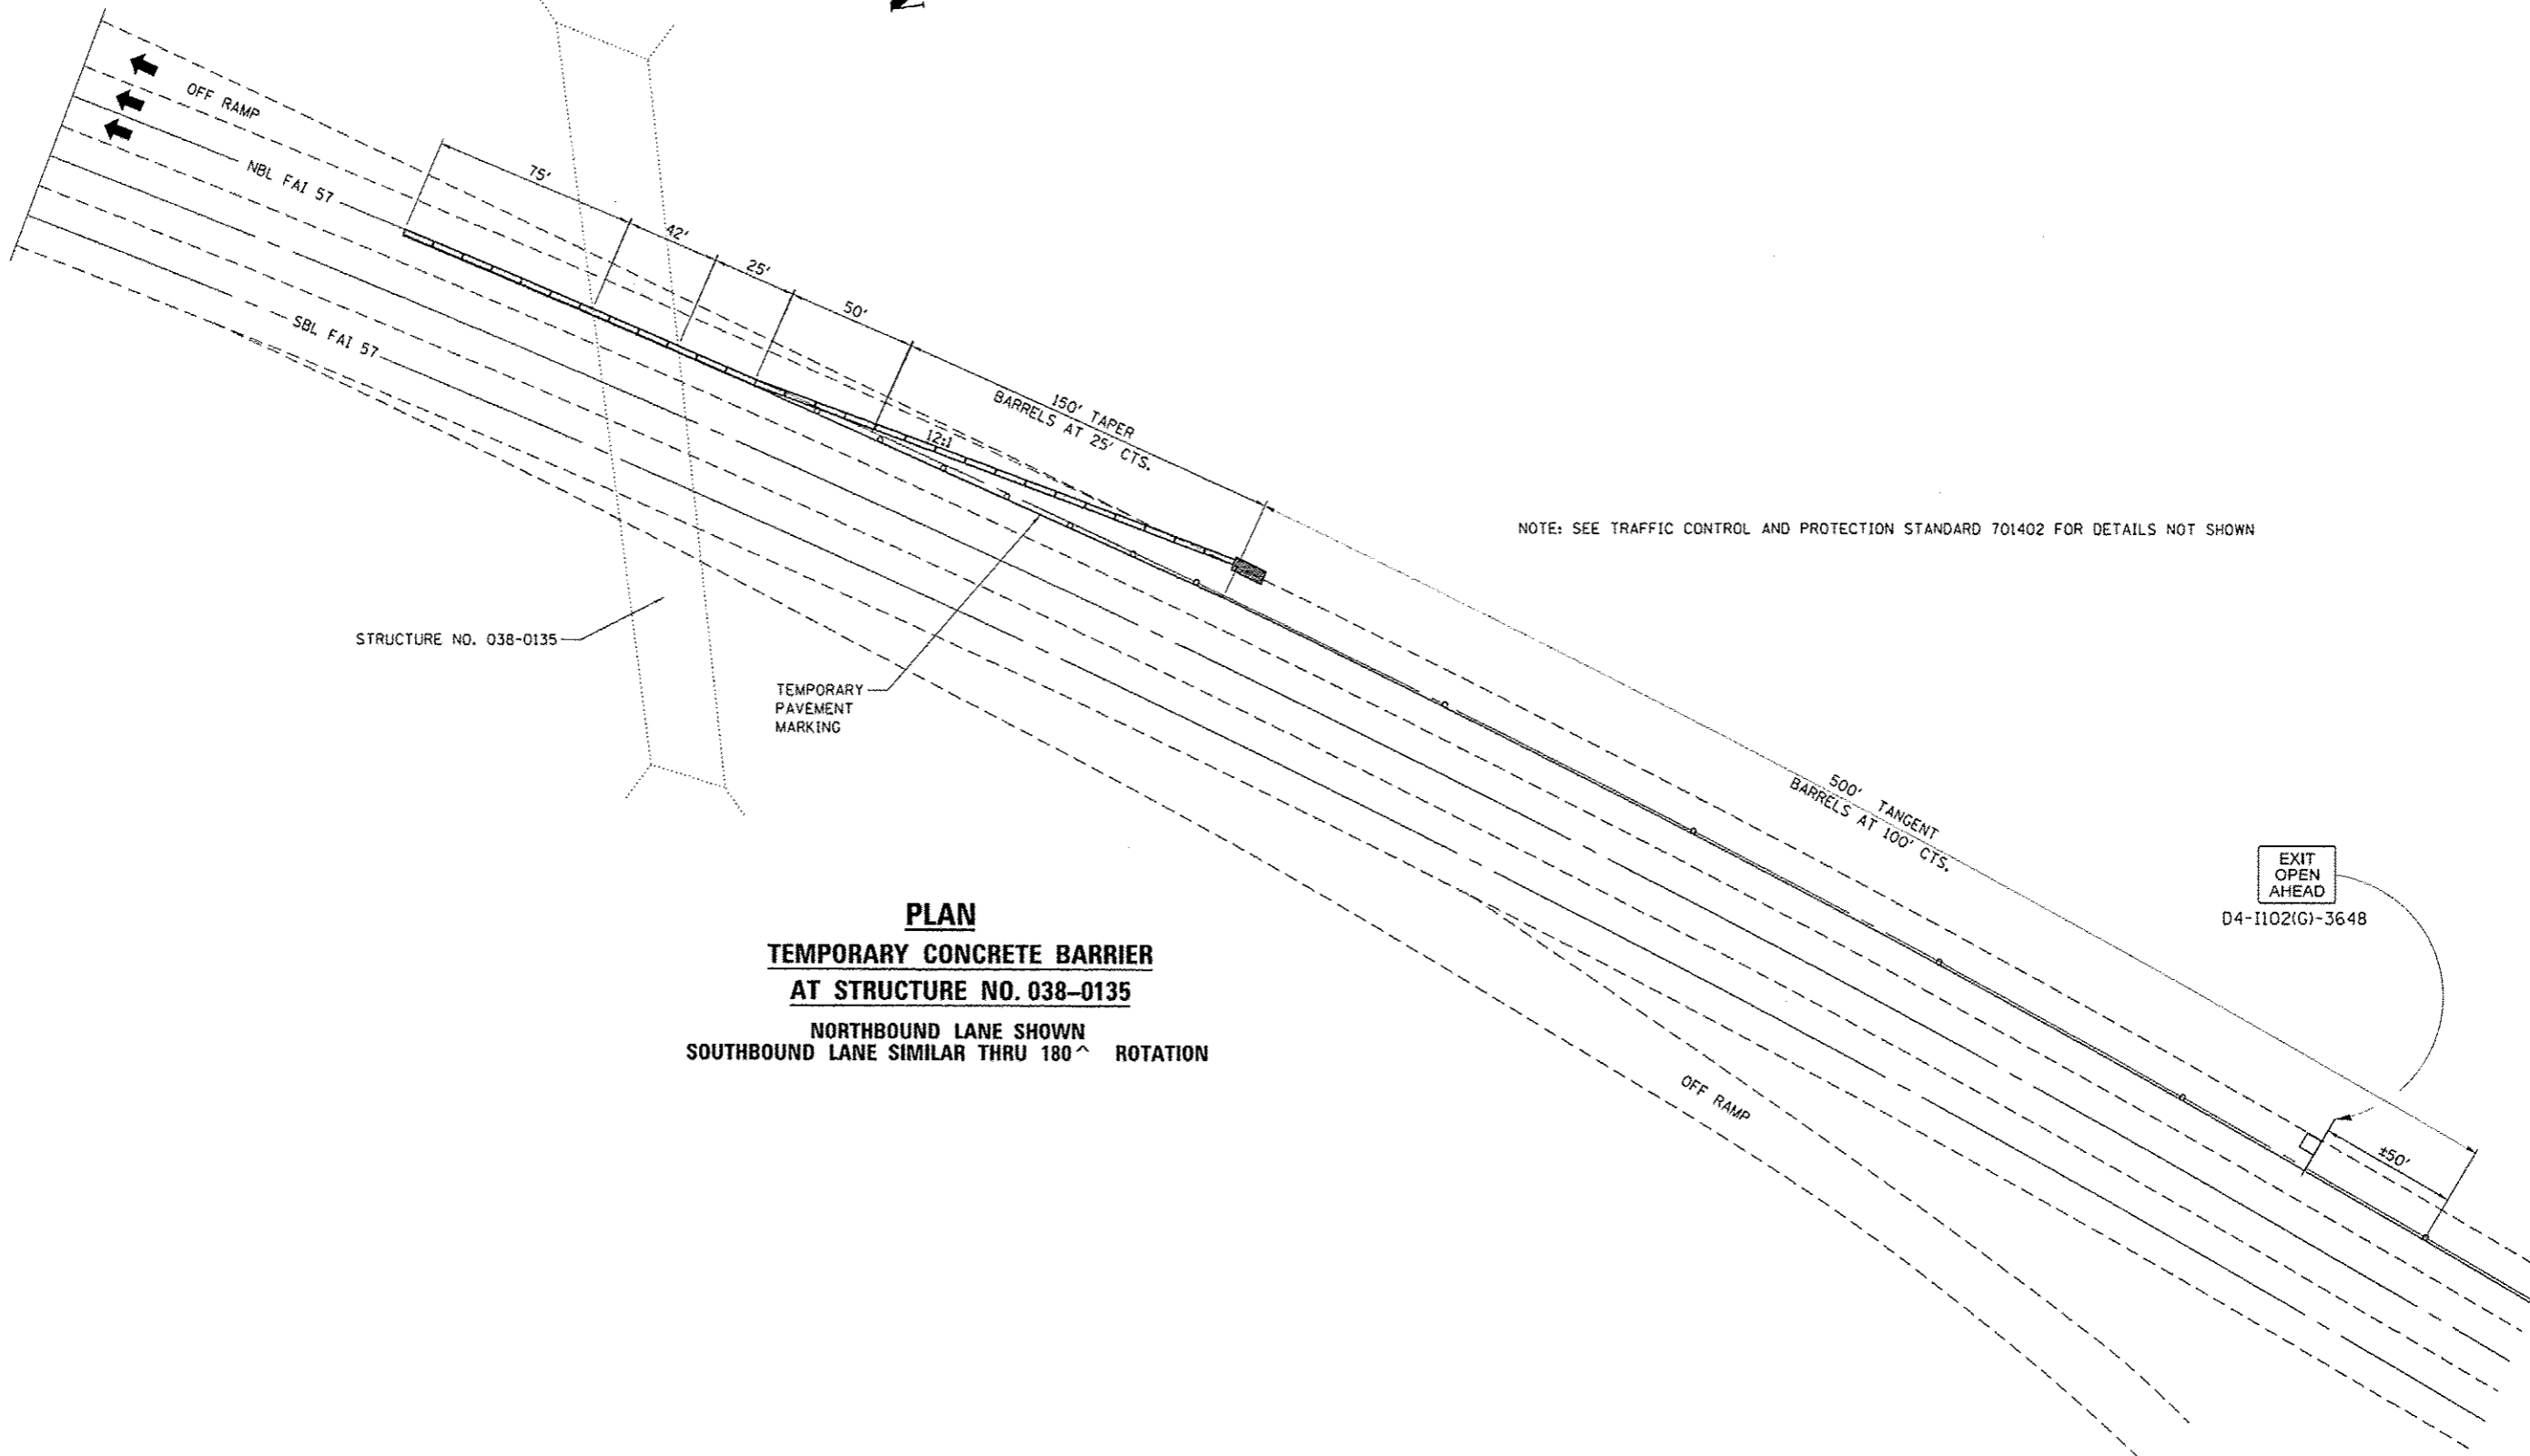 OFF RAMP
NBL FAI 57
SBL FAI 57
75'
42'
25'
50'
150' TAPER
BARRELS AT 25' CTS.
12:1
NOTE: SEE TRAFFIC CONTROL AND PROTECTION STANDARD 701402 FOR DETAILS NOT SHOWN
STRUCTURE NO. 038-0135
TEMPORARY
PAVEMENT
MARKING
500' TANGENT
BARRELS AT 100' CTS.
EXIT
OPEN
AHEAD
D4-I102(G)-3648
±50'
OFF RAMP
PLAN
TEMPORARY CONCRETE BARRIER
AT STRUCTURE NO. 038-0135
NORTHBOUND LANE SHOWN
SOUTHBOUND LANE SIMILAR THRU 180^ ROTATION